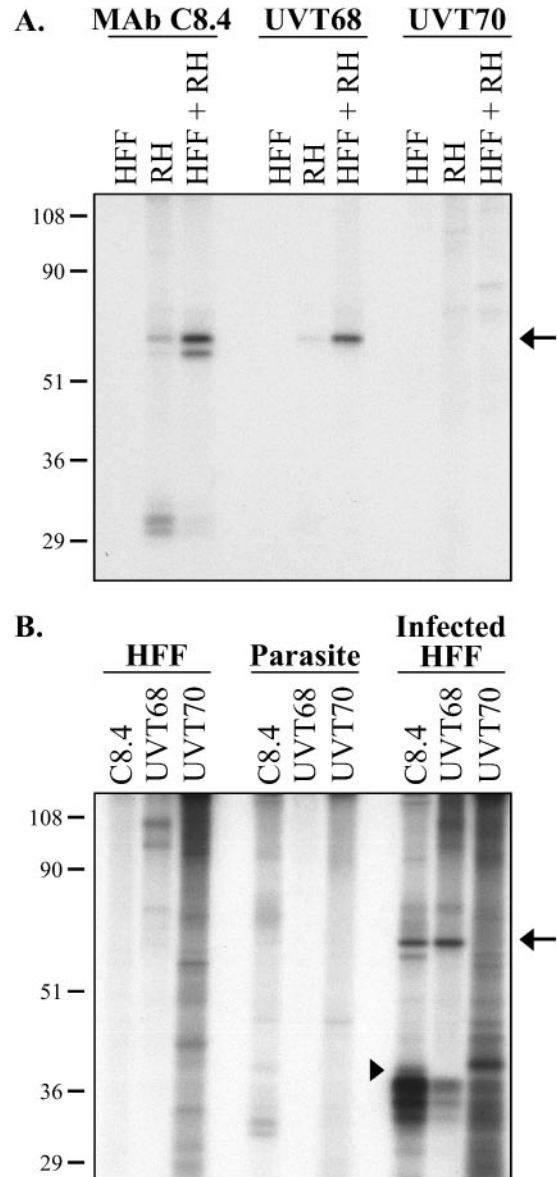 A.
MAb C8.4 UVT68 UVT70
HFF RH HFF + RH HFF RH HFF + RH HFF RH HFF + RH
108
90
51
36
29
B.
HFF Parasite Infected HFF
C8.4 UVT68 UVT70 C8.4 UVT68 UVT70 C8.4 UVT68 UVT70
108
90
51
36
29